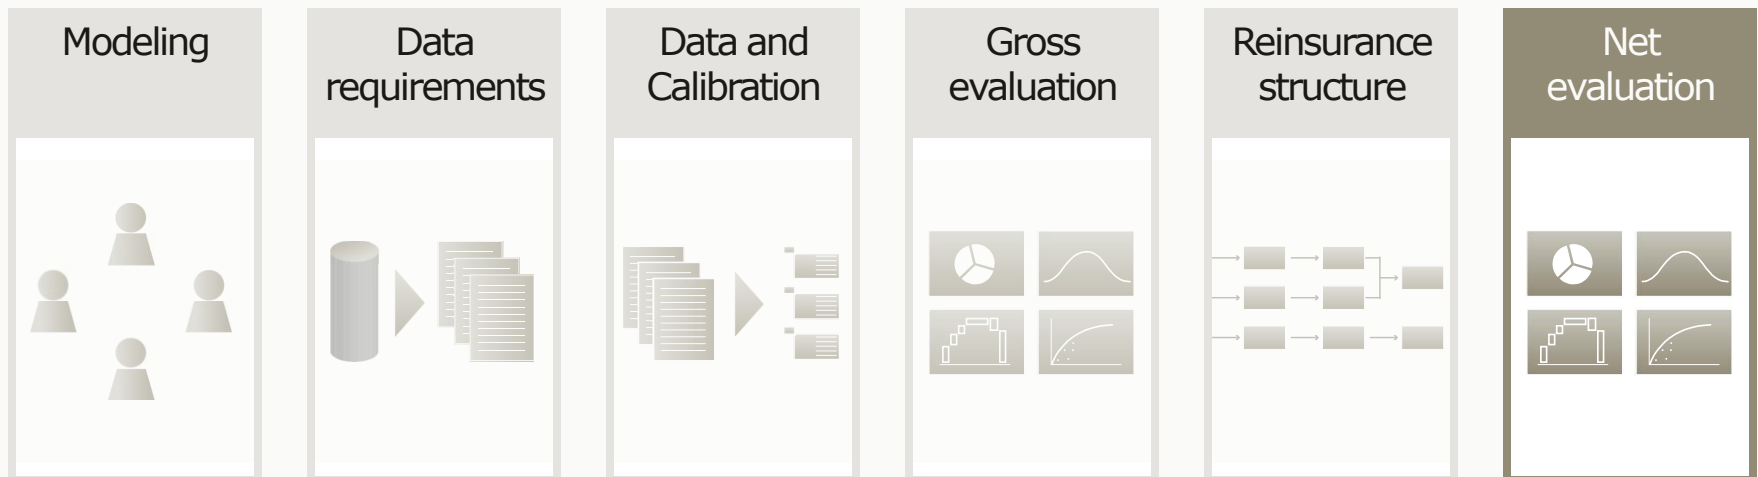 Modeling
Data
requirements
Data and
Calibration
Gross
evaluation
Reinsurance
structure
Net
evaluation